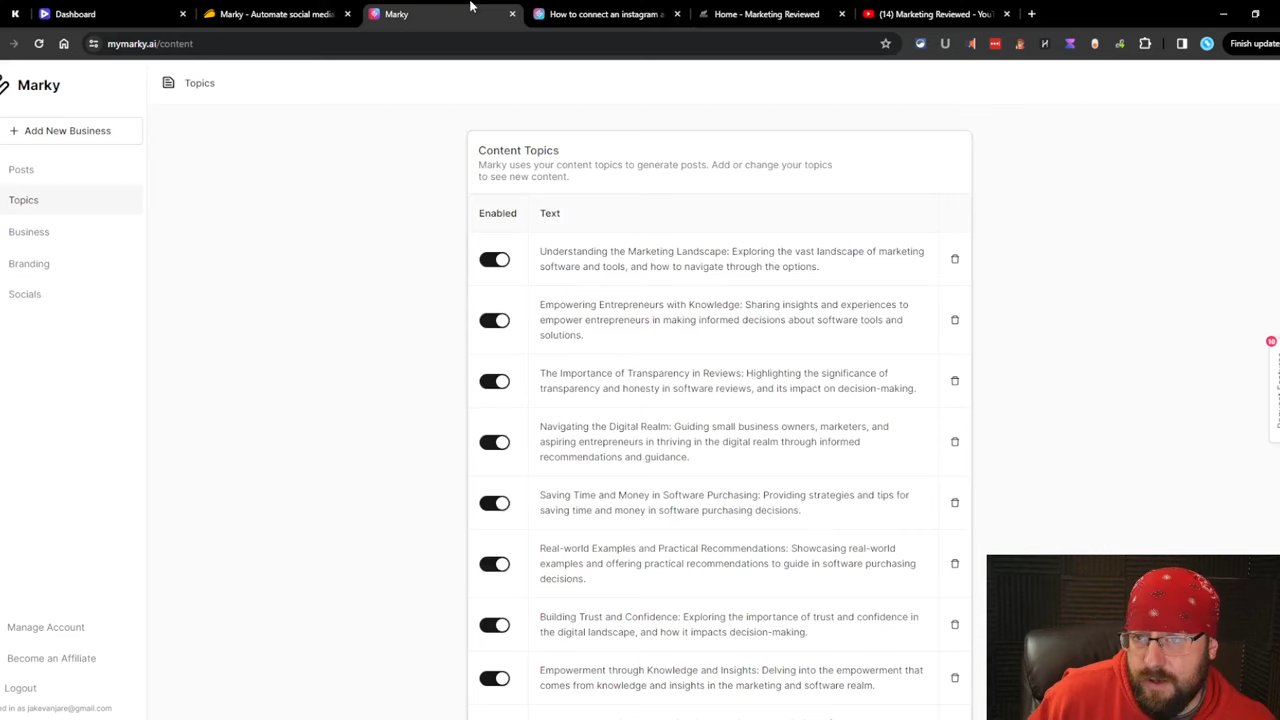 Dashboard
Marky - Automate social media
Marky
How to connect an instagram a
Home - Marketing Reviewed
(14) Marketing Reviewed - YouT
mymarky.ai/content
Finish update
Marky
Topics
+ Add New Business
Posts
Topics
Business
Branding
Socials
Content Topics
Marky uses your content topics to generate posts. Add or change your topics
to see new content.
Enabled
Text
Understanding the Marketing Landscape: Exploring the vast landscape of marketing
software and tools, and how to navigate through the options.
Empowering Entrepreneurs with Knowledge: Sharing insights and experiences to
empower entrepreneurs in making informed decisions about software tools and
solutions.
The Importance of Transparency in Reviews: Highlighting the significance of
transparency and honesty in software reviews, and its impact on decision-making.
Navigating the Digital Realm: Guiding small business owners, marketers, and
aspiring entrepreneurs in thriving in the digital realm through informed
recommendations and guidance.
Saving Time and Money in Software Purchasing: Providing strategies and tips for
saving time and money in software purchasing decisions.
Real-world Examples and Practical Recommendations: Showcasing real-world
examples and offering practical recommendations to guide in software purchasing
decisions.
Building Trust and Confidence: Exploring the importance of trust and confidence in
the digital landscape, and how it impacts decision-making.
Empowerment through Knowledge and Insights: Delving into the empowerment that
comes from knowledge and insights in the marketing and software realm.
10
Manage Account
Become an Affiliate
Logout
ed in as jakevanjare@gmail.com